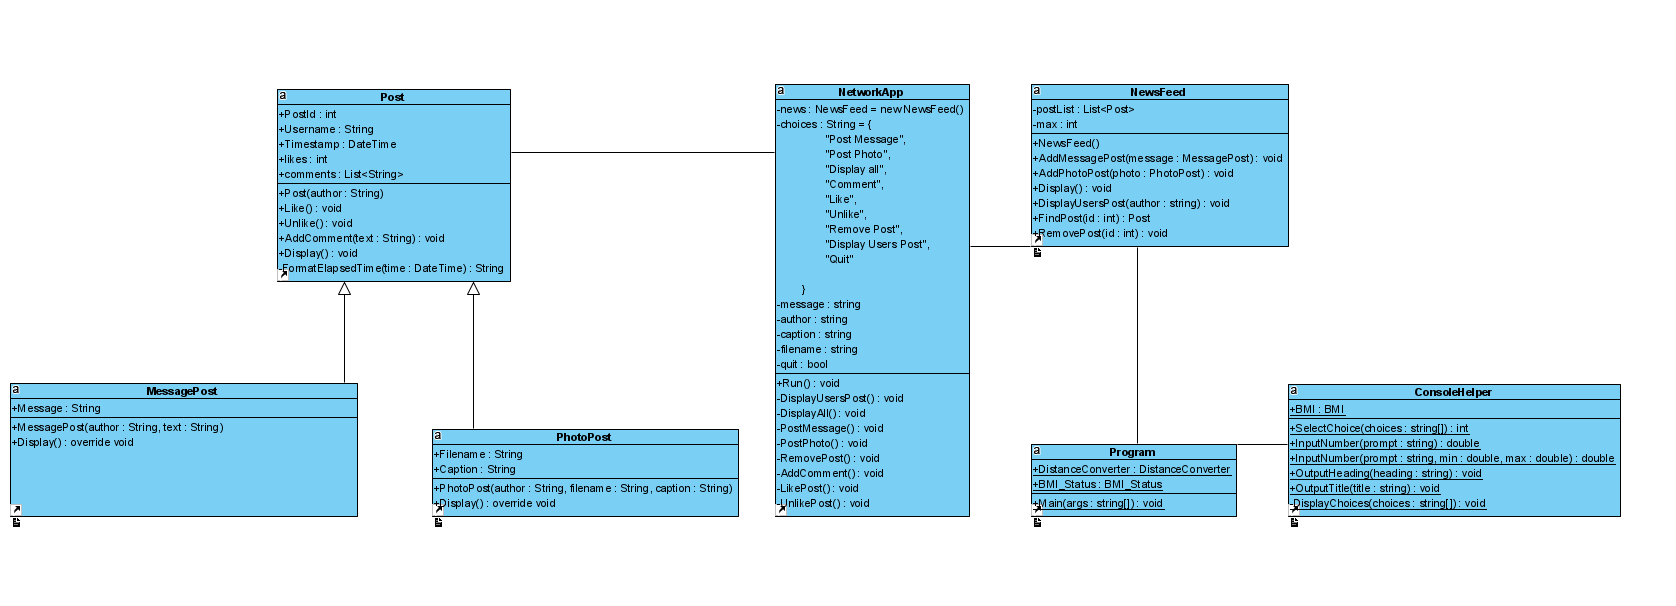 a
Post
+PostId : int
+Username : String
+Timestamp : DateTime
+likes : int
+comments : List<String>
+Post(author : String)
+Like() : void
+Unlike() : void
+AddComment(text : String) : void
+Display() : void
-FormatElapsedTime(time : DateTime) : String
a
NetworkApp
-news : NewsFeed = new NewsFeed()
-choices : String = {
"Post Message",
"Post Photo",
"Display all",
"Comment",
"Like",
"Unlike",
"Remove Post",
"Display Users Post",
"Quit"
}
-message : string
-author : string
-caption : string
-filename : string
-quit : bool
+Run() : void
-DisplayUsersPost() : void
-DisplayAll() : void
-PostMessage() : void
-PostPhoto() : void
-RemovePost() : void
-AddComment() : void
-LikePost() : void
-UnlikePost() : void
a
NewsFeed
-postList : List<Post>
-max : int
+NewsFeed()
+AddMessagePost(message : MessagePost) : void
+AddPhotoPost(photo : PhotoPost) : void
+Display() : void
+DisplayUsersPost(author : string) : void
+FindPost(id : int) : Post
+RemovePost(id : int) : void
a
MessagePost
+Message : String
+MessagePost(author : String, text : String)
+Display() : override void
a
PhotoPost
+Filename : String
+Caption : String
+PhotoPost(author : String, filename : String, caption : String)
+Display() : override void
a
Program
+DistanceConverter : DistanceConverter
+BMI_Status : BMI_Status
+Main(args : string[]) : void
a
ConsoleHelper
+BMI : BMI
+SelectChoice(choices : string[]) : int
+InputNumber(prompt : string) : double
+InputNumber(prompt : string, min : double, max : double) : double
+OutputHeading(heading : string) : void
+OutputTitle(title : string) : void
-DisplayChoices(choices : string[]) : void